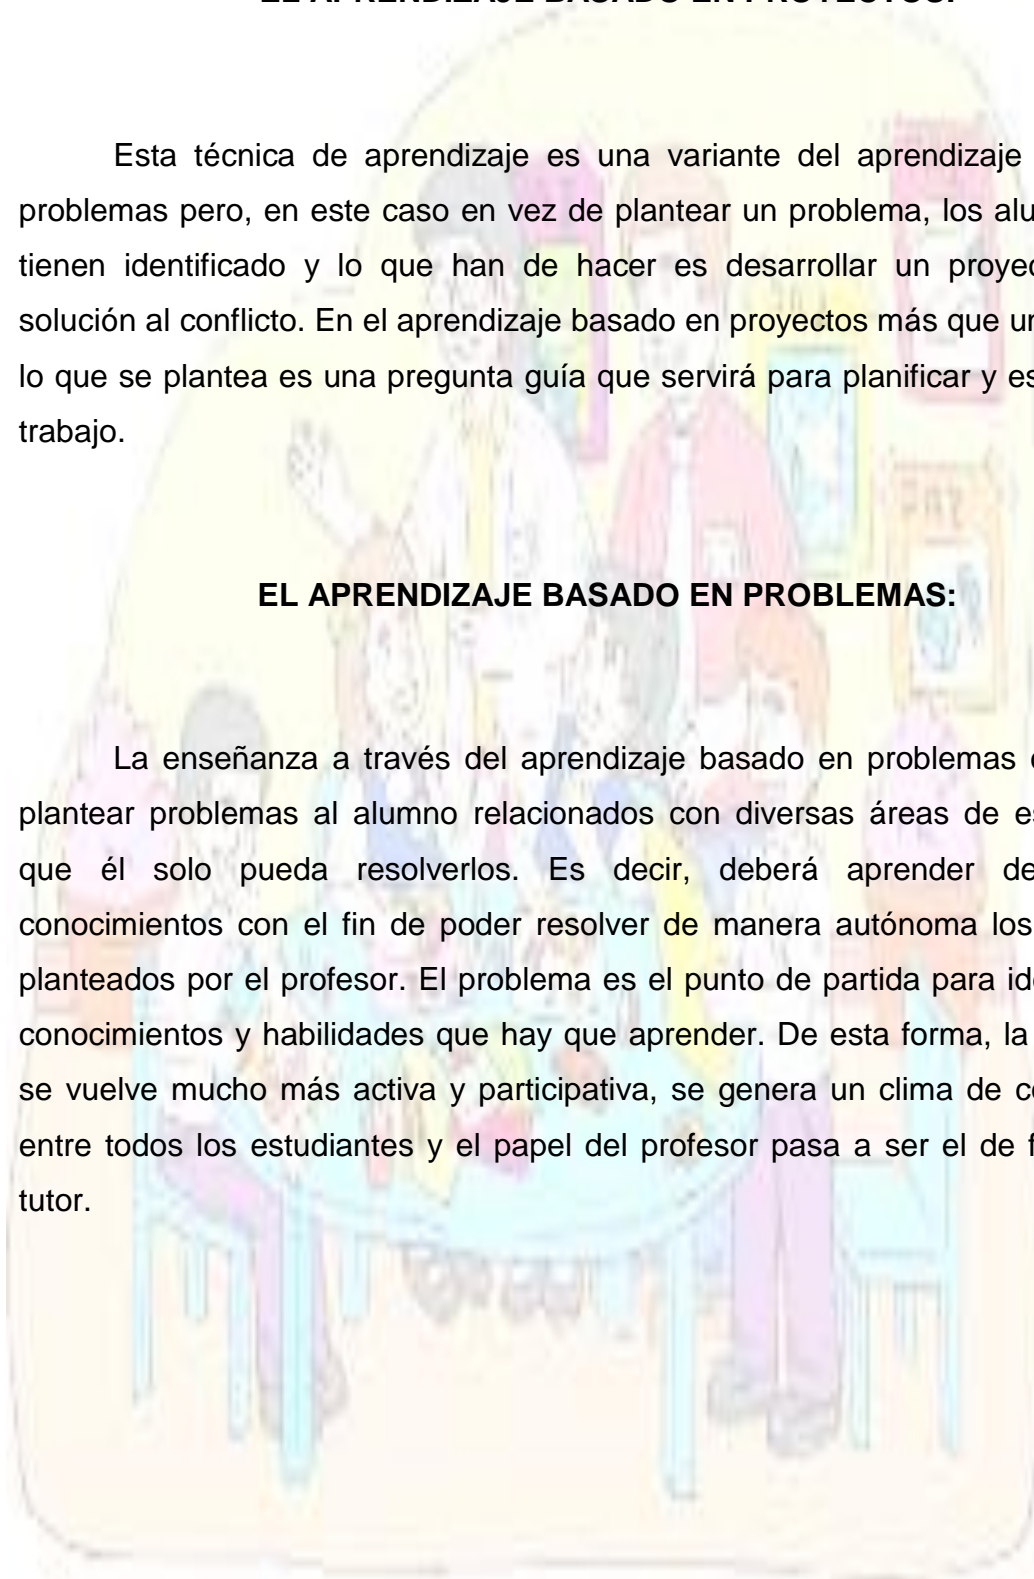 EL APRENDIZAJE BASADO EN PROYECTOS:
Esta técnica de aprendizaje es una variante del aprendizaje
problemas pero, en este caso en vez de plantear un problema, los alu
tienen identificado y lo que han de hacer es desarrollar un proyec
solución al conflicto. En el aprendizaje basado en proyectos más que un
lo que se plantea es una pregunta guía que servirá para planificar y es
trabajo.
EL APRENDIZAJE BASADO EN PROBLEMAS:
La enseñanza a través del aprendizaje basado en problemas
plantear problemas al alumno relacionados con diversas áreas de es
que él solo pueda resolverlos. Es decir, deberá aprender de
conocimientos con el fin de poder resolver de manera autónoma los
planteados por el profesor. El problema es el punto de partida para ide
conocimientos y habilidades que hay que aprender. De esta forma, la
se vuelve mucho más activa y participativa, se genera un clima de co
entre todos los estudiantes y el papel del profesor pasa a ser el de f
tutor.
PAZ